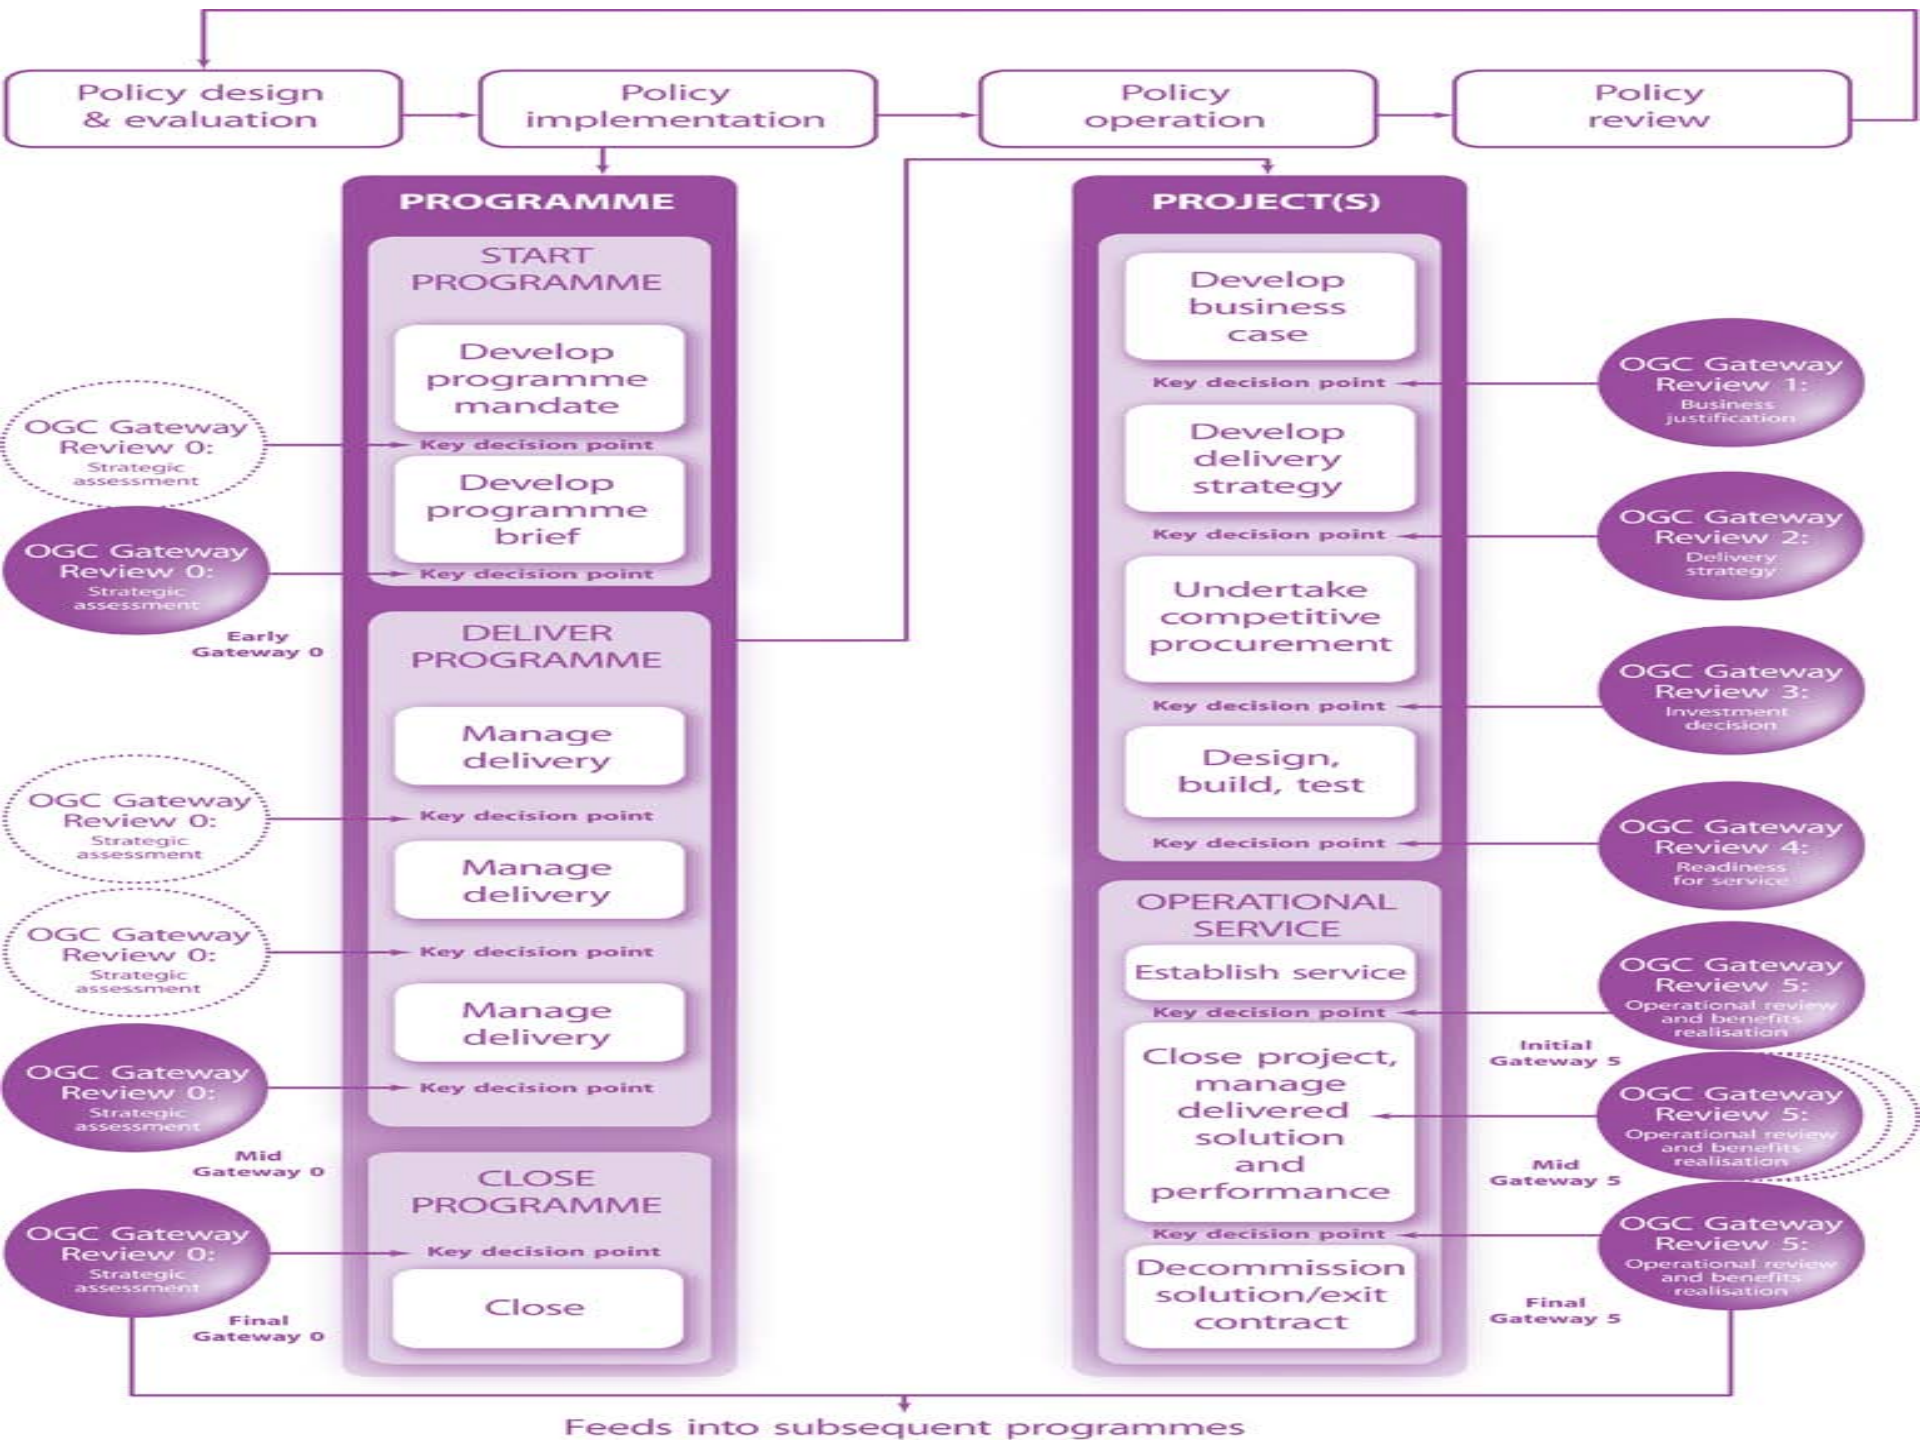 Policy design
& evaluation
Policy
implementation
Policy
operation
Policy
review
PROGRAMME
START
PROGRAMME
Develop
programme
mandate
OGC Gateway
Review 0:
Strategic
assessment
Key decision point
Develop
programme
brief
OGC Gateway
Review 0:
Strategic
assessment
Key decision point
Early
Gateway 0
DELIVER
PROGRAMME
Manage
delivery
OGC Gateway
Review 0:
Strategic
assessment
Key decision point
Manage
delivery
OGC Gateway
Review 0:
Strategic
assessment
Key decision point
Manage
delivery
OGC Gateway
Review 0:
Strategic
assessment
Key decision point
Mid
Gateway 0
CLOSE
PROGRAMME
OGC Gateway
Review 0:
Strategic
assessment
Key decision point
Close
Final
Gateway 0
PROJECT(S)
Develop
business
case
Key decision point
OGC Gateway
Review 1:
Business
justification
Develop
delivery
strategy
Key decision point
OGC Gateway
Review 2:
Delivery
strategy
Undertake
competitive
procurement
Key decision point
OGC Gateway
Review 3:
Investment
decision
Design,
build, test
Key decision point
OGC Gateway
Review 4:
Readiness
for service
OPERATIONAL
SERVICE
Establish service
Key decision point
OGC Gateway
Review 5:
Operational review
and benefits
realisation
Initial
Gateway 5
Close project,
manage
delivered
solution
and
performance
OGC Gateway
Review 5:
Operational review
and benefits
realisation
Mid
Gateway 5
Key decision point
OGC Gateway
Review 5:
Operational review
and benefits
realisation
Decommission
solution/exit
contract
Final
Gateway 5
Feeds into subsequent programmes